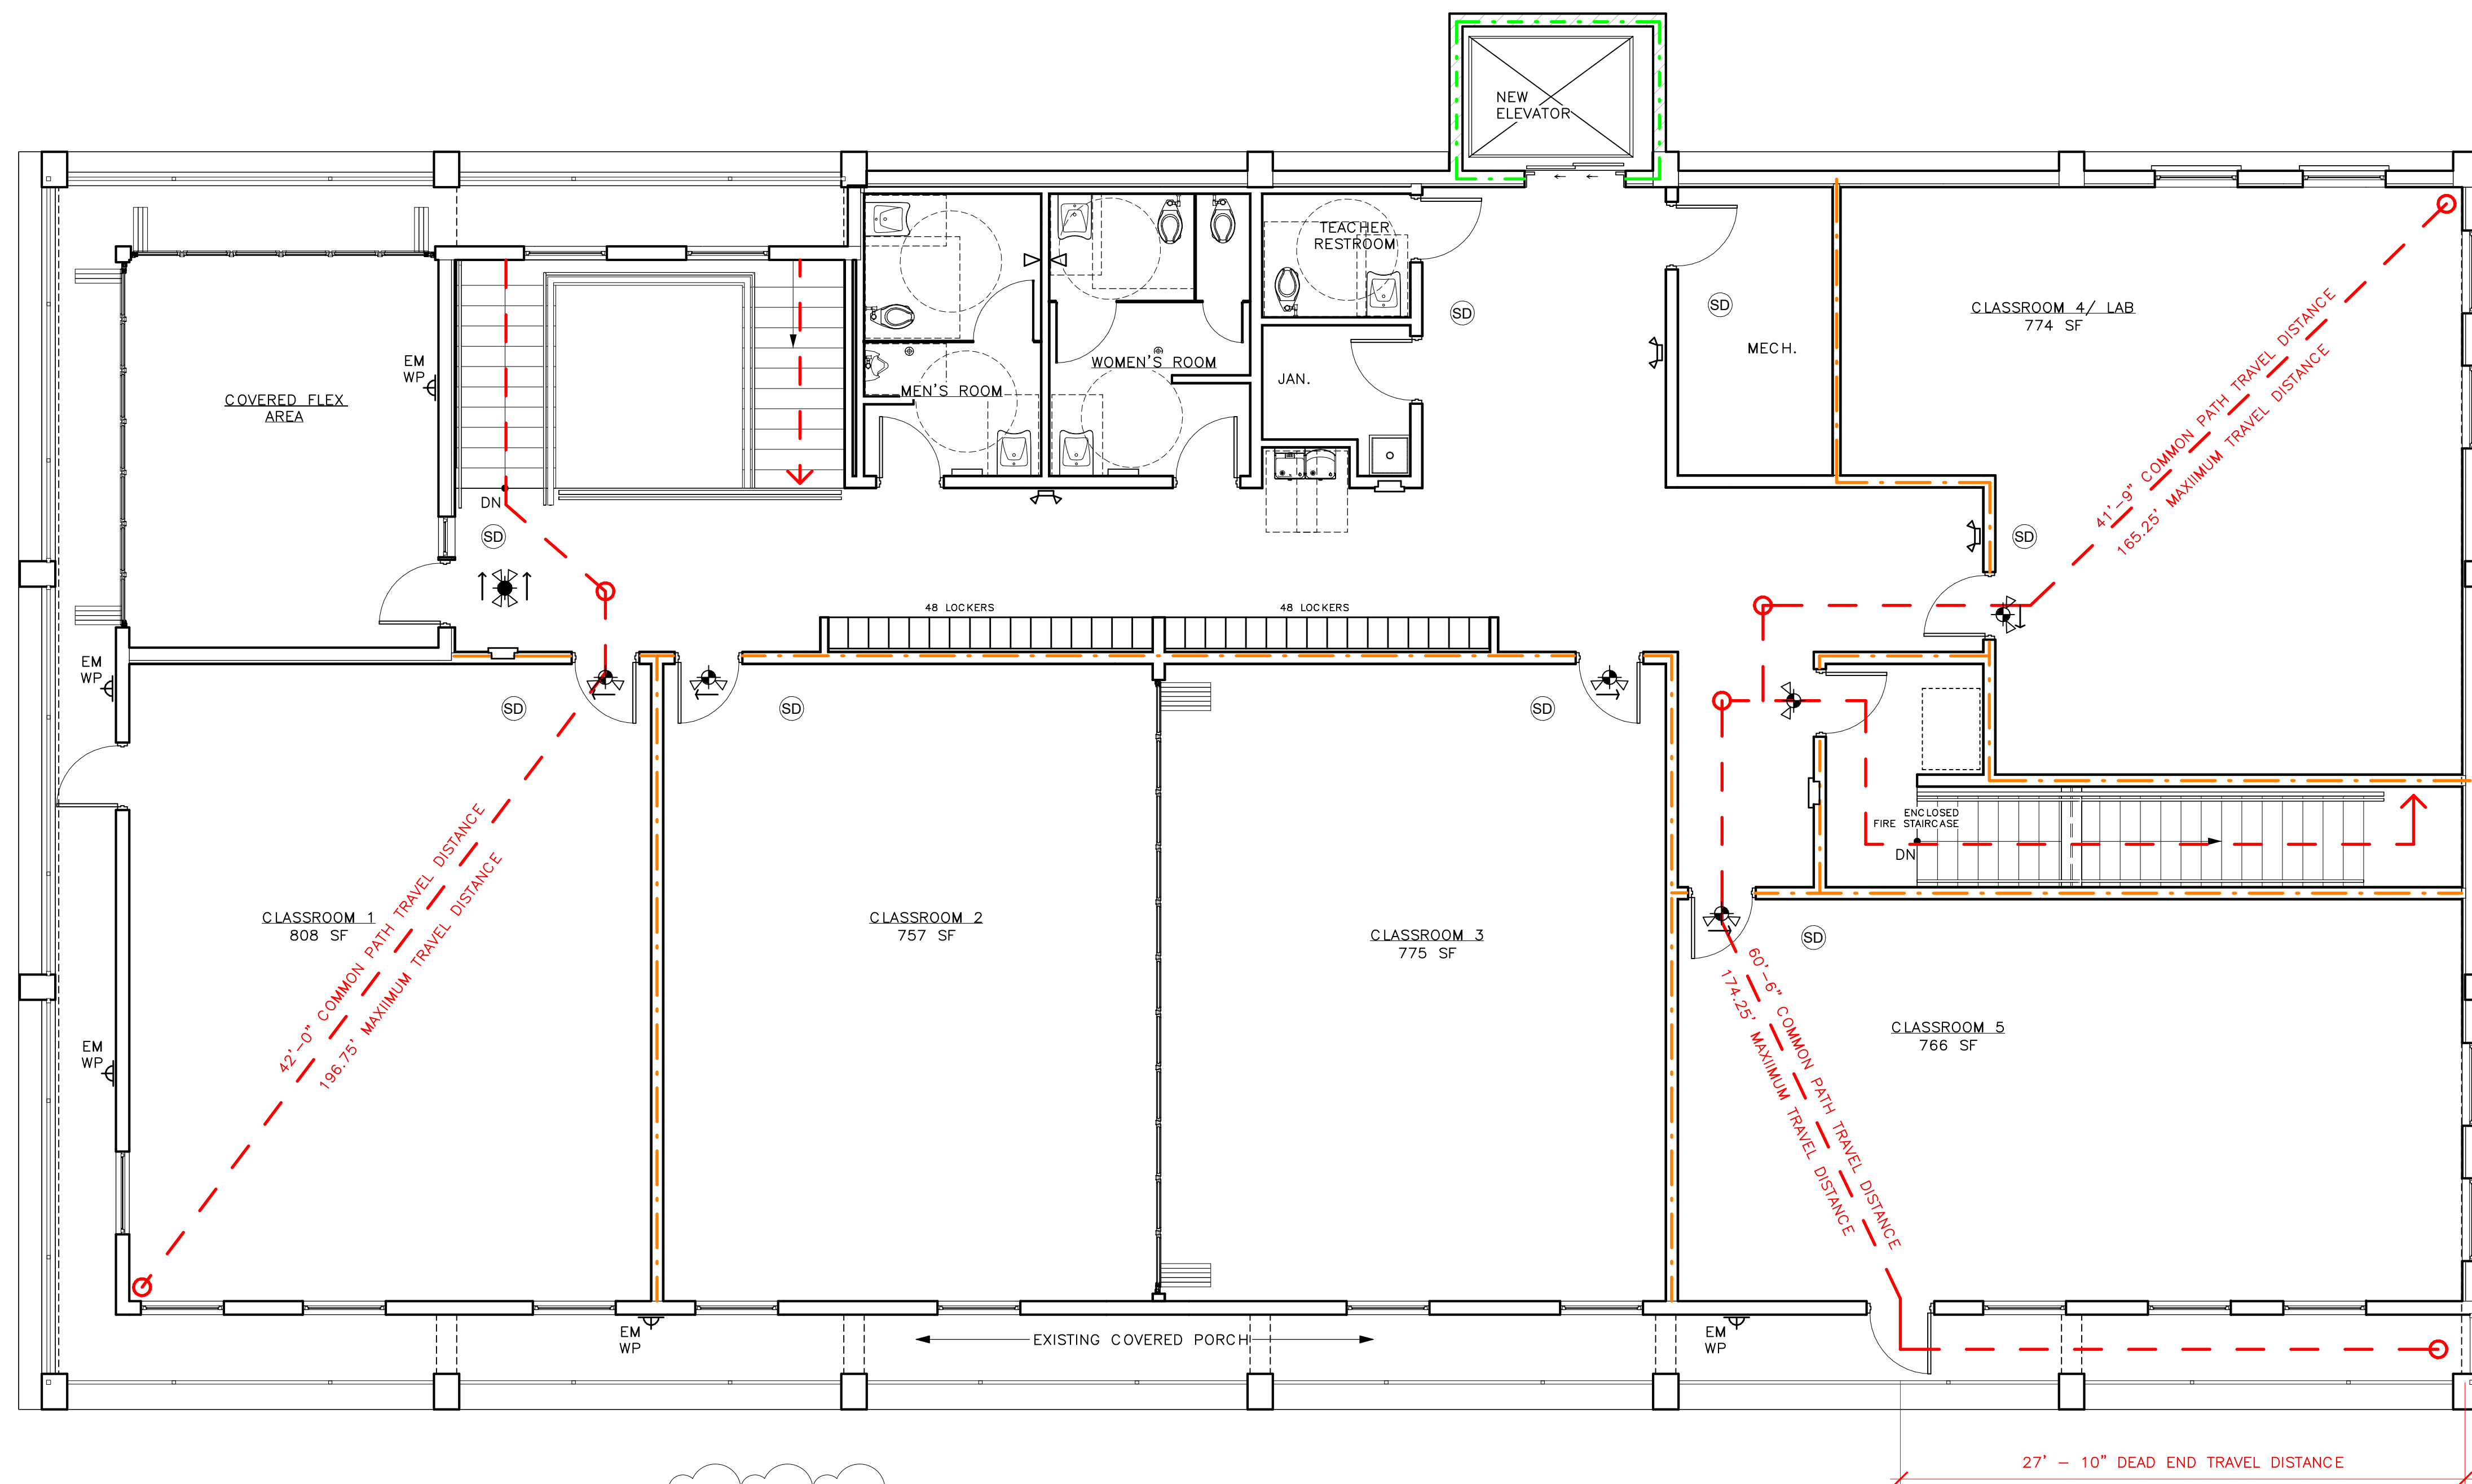 NEW
ELEVATOR
TEACHER
RESTROOM
SD
SD
CLASSROOM 4/ LAB
774 SF
MECH.
EM
WP
WOMEN'S ROOM
JAN.
MEN'S ROOM
COVERED FLEX
AREA
41'-9" COMMON PATH TRAVEL DISTANCE
165.25' MAXIIMUM TRAVEL DISTANCE
DN
SD
SD
48 LOCKERS
48 LOCKERS
EM
WP
SD
SD
SD
ENCLOSED
FIRE STAIRCASE
DN
42'-0" COMMON PATH TRAVEL DISTANCE
196.75' MAXIIMUM TRAVEL DISTANCE
CLASSROOM 1
808 SF
CLASSROOM 2
757 SF
CLASSROOM 3
775 SF
SD
60'-6" COMMON PATH TRAVEL DISTANCE
174.25' MAXIIMUM TRAVEL DISTANCE
CLASSROOM 5
766 SF
EM
WP
EM
WP
EXISTING COVERED PORCH
EM
WP
27' - 10" DEAD END TRAVEL DISTANCE